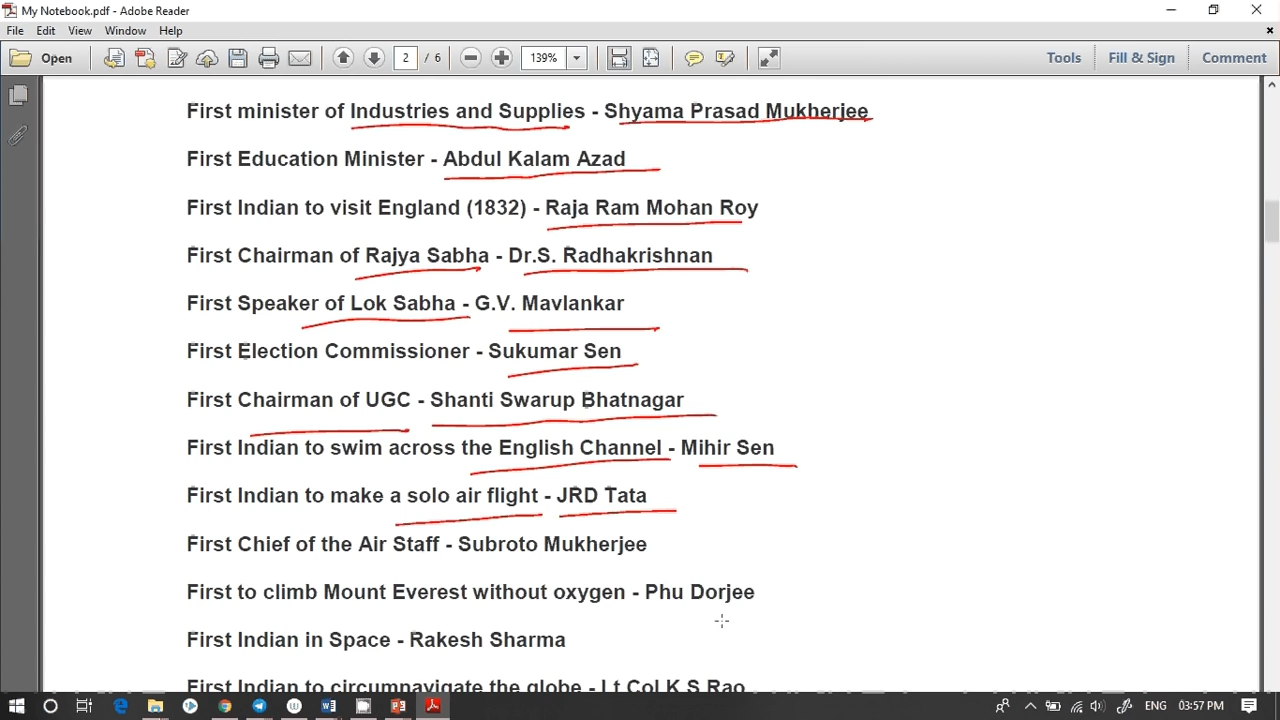 My Notebook.pdf - Adobe Reader
File Edit View Window Help
Open 2 / 6 139% Tools Fill & Sign Comment
First minister of Industries and Supplies - Shyama Prasad Mukherjee
First Education Minister - Abdul Kalam Azad
First Indian to visit England (1832) - Raja Ram Mohan Roy
First Chairman of Rajya Sabha - Dr.S. Radhakrishnan
First Speaker of Lok Sabha - G.V. Mavlankar
First Election Commissioner - Sukumar Sen
First Chairman of UGC - Shanti Swarup Bhatnagar
First Indian to swim across the English Channel - Mihir Sen
First Indian to make a solo air flight - JRD Tata
First Chief of the Air Staff - Subroto Mukherjee
First to climb Mount Everest without oxygen - Phu Dorjee
First Indian in Space - Rakesh Sharma
First Indian to circumnavigate the globe - Lt Col K S Rao
ENG 03:57 PM